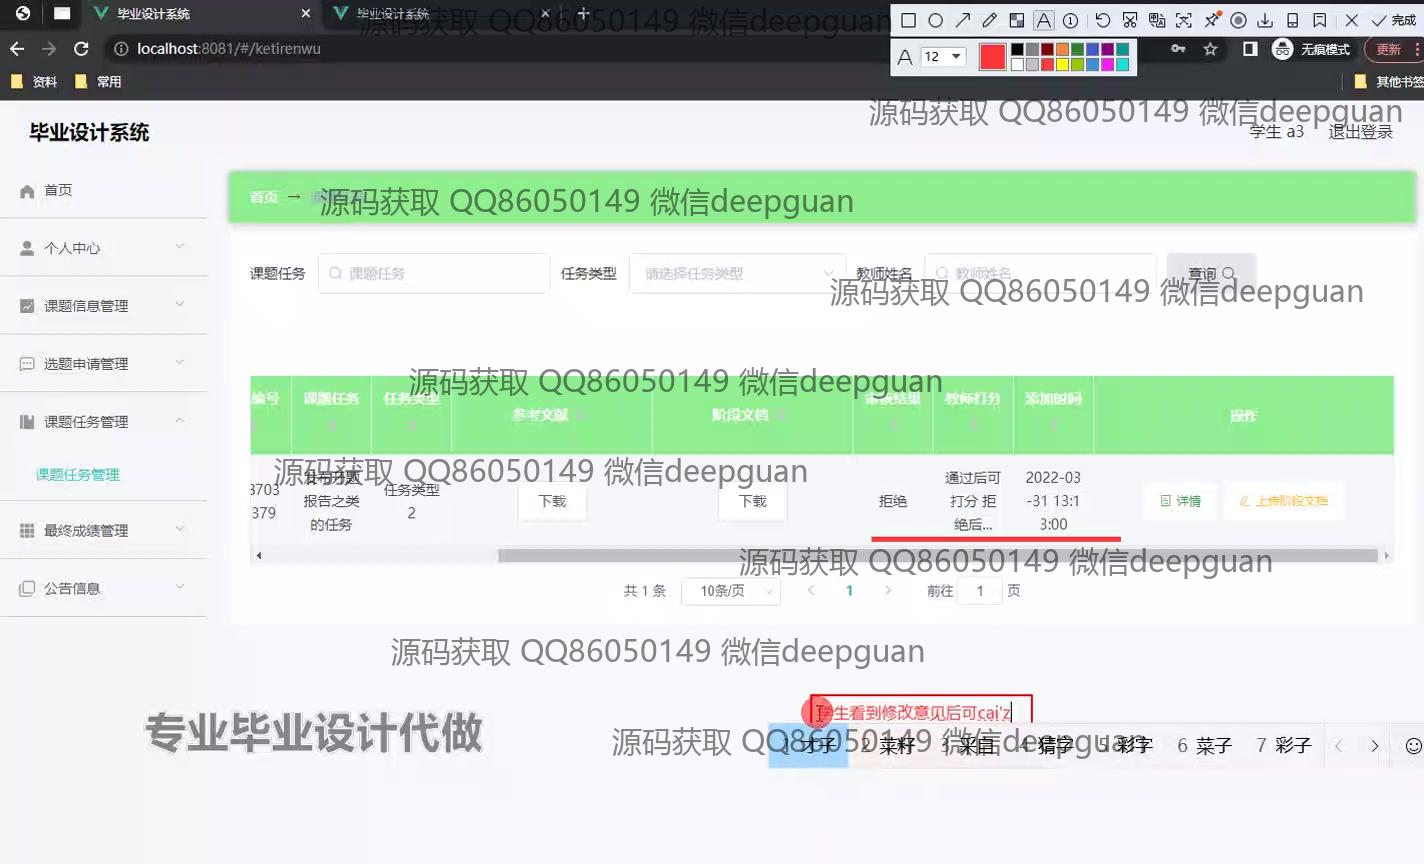 毕业设计系统
毕业设计系统
localhost:8081/#/ketirenwu
A 12
完成
无痕模式
更新
资料
常用
其他书签
源码获取 QQ86050149 微信deepguan
源码获取 QQ86050149 微信deepguan
毕业设计系统
学生 a3
退出登录
首页
首页 →
源码获取 QQ86050149 微信deepguan
个人中心
课题任务
课题任务
任务类型
请选择任务类型
教师姓名
教师姓名
查询
源码获取 QQ86050149 微信deepguan
课题信息管理
选题申请管理
源码获取 QQ86050149 微信deepguan
编号
课题任务
任务类型
参考文献
阶段文档
审核结果
教师打分
添加时间
操作
课题任务管理
课题任务管理
源码获取 QQ86050149 微信deepguan
3703
379
发布开题
报告之类
的任务
任务类型
2
下载
下载
拒绝
通过后可
打分 拒
绝后...
2022-03
-31 13:1
3:00
详情
上传阶段文档
最终成绩管理
源码获取 QQ86050149 微信deepguan
公告信息
共 1 条
10条/页
1
前往 1 页
源码获取 QQ86050149 微信deepguan
学生看到修改意见后可cai'z
专业毕业设计代做
源码获取 QQ86050149 微信deepguan
1 才子 2 菜籽 3 采自 4 猜字 5 彩字 6 菜子 7 彩子